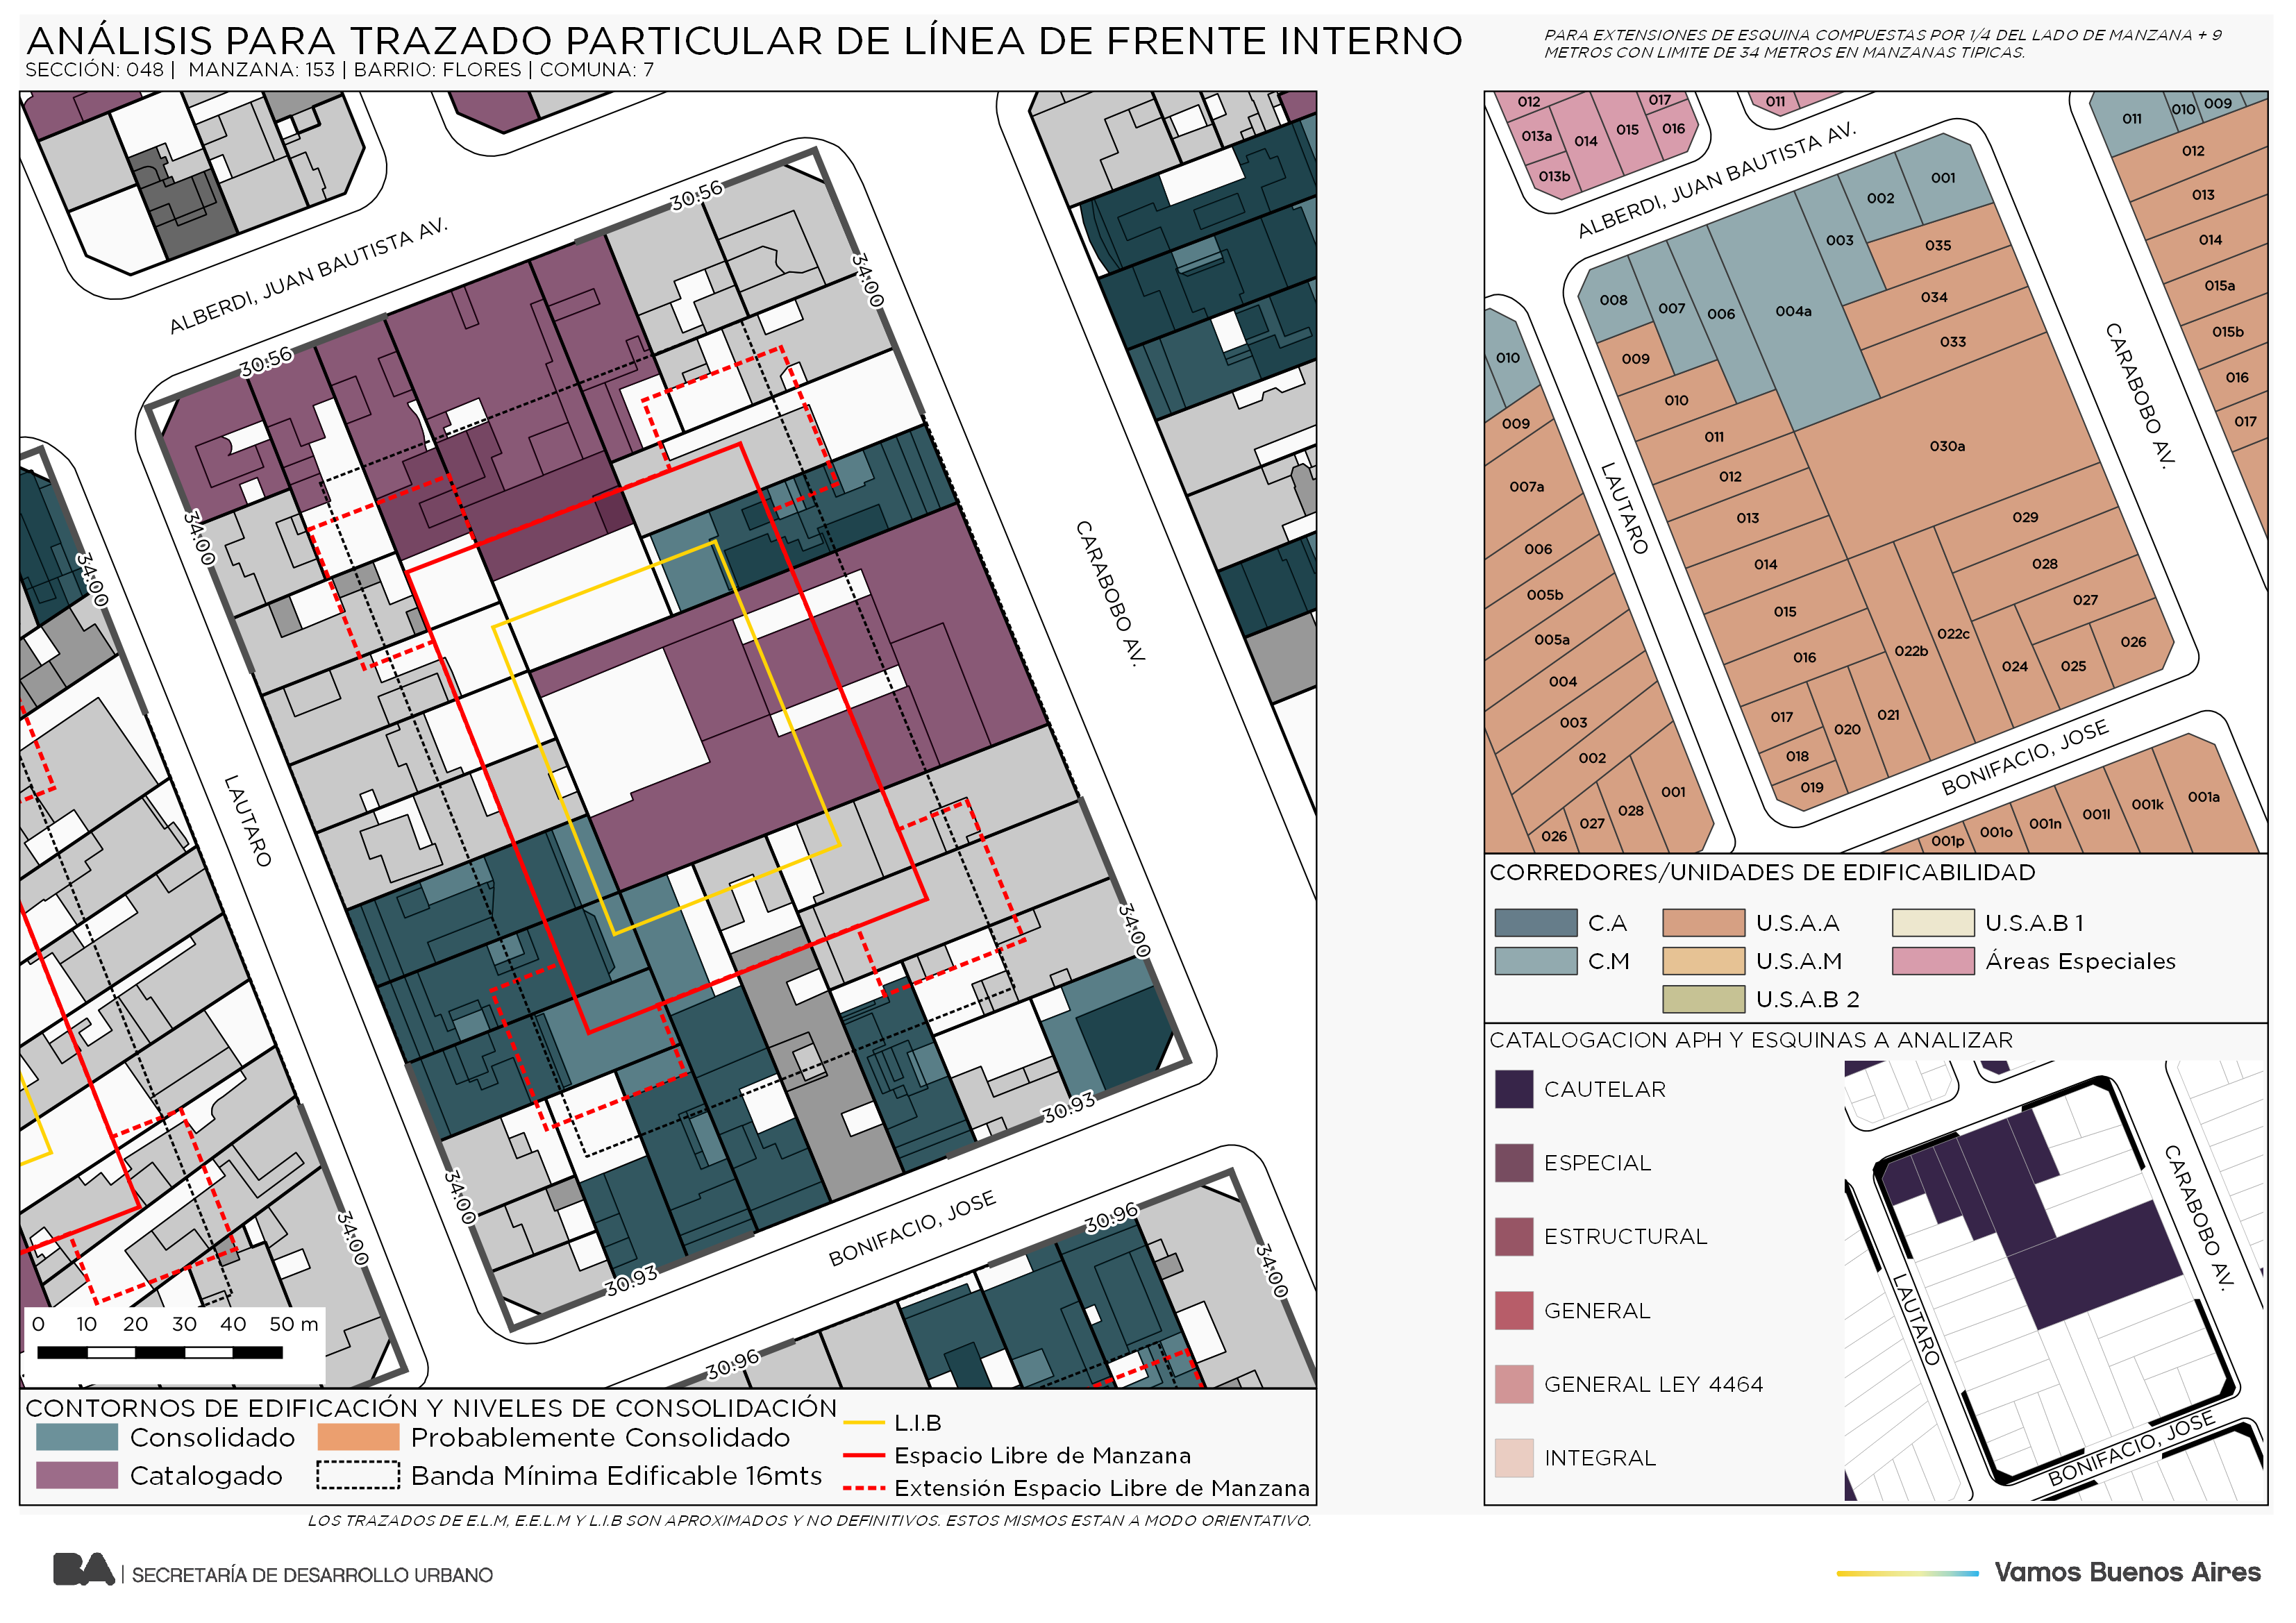 ANÁLISIS PARA TRAZADO PARTICULAR DE LÍNEA DE FRENTE INTERNO
SECCIÓN: 048 | MANZANA: 153 | BARRIO: FLORES | COMUNA: 7
PARA EXTENSIONES DE ESQUINA COMPUESTAS POR 1/4 DEL LADO DE MANZANA + 9
METROS CON LIMITE DE 34 METROS EN MANZANAS TIPICAS.
ALBERDI, JUAN BAUTISTA AV.
30.56
30.56
34.00
34.00
34.00
CARABOBO AV.
LAUTARO
34.00
34.00
30.93
30.93
BONIFACIO, JOSE
34.00
30.96
30.96
34.00
0 10 20 30 40 50 m
CONTORNOS DE EDIFICACIÓN Y NIVELES DE CONSOLIDACIÓN
Consolidado
Probablemente Consolidado
Catalogado
Banda Mínima Edificable 16mts
L.I.B
Espacio Libre de Manzana
Extensión Espacio Libre de Manzana
LOS TRAZADOS DE E.L.M, E.E.L.M Y L.I.B SON APROXIMADOS Y NO DEFINITIVOS. ESTOS MISMOS ESTAN A MODO ORIENTATIVO.
012
013a
013b
014
015
016
017
011
ALBERDI, JUAN BAUTISTA AV.
011
010
009
012
013
014
015a
015b
016
017
CARABOBO AV.
001
002
003
004a
006
007
008
009
010
011
012
013
014
015
016
017
018
019
020
021
022b
022c
024
025
026
027
028
029
030a
033
034
035
LAUTARO
010
009
007a
006
005b
005a
004
003
002
001
028
027
026
BONIFACIO, JOSE
001p
001o
001n
001l
001k
001a
CORREDORES/UNIDADES DE EDIFICABILIDAD
C.A
U.S.A.A
U.S.A.B 1
C.M
U.S.A.M
Áreas Especiales
U.S.A.B 2
CATALOGACION APH Y ESQUINAS A ANALIZAR
CAUTELAR
ESPECIAL
ESTRUCTURAL
GENERAL
GENERAL LEY 4464
INTEGRAL
CARABOBO AV.
LAUTARO
BONIFACIO, JOSE
BA | SECRETARÍA DE DESARROLLO URBANO
Vamos Buenos Aires